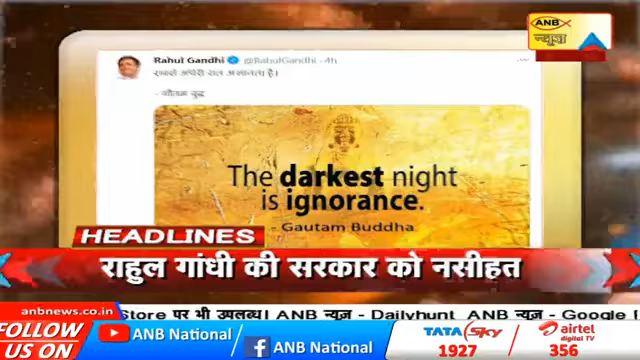 ANB
न्यूज़
Rahul Gandhi @RahulGandhi · 4h
सबसे अंधेरी रात अज्ञानता है।
- गौतम बुद्ध
The darkest night
is ignorance.
- Gautam Buddha
HEADLINES
राहुल गांधी की सरकार को नसीहत
anbnews.co.in
Store पर भी उपलब्ध। ANB न्यूज़ - Dailyhunt ANB न्यूज़ - Google
FOLLOW
US ON
ANB National
ANB National
TATA Sky
1927
airtel
digital TV
356